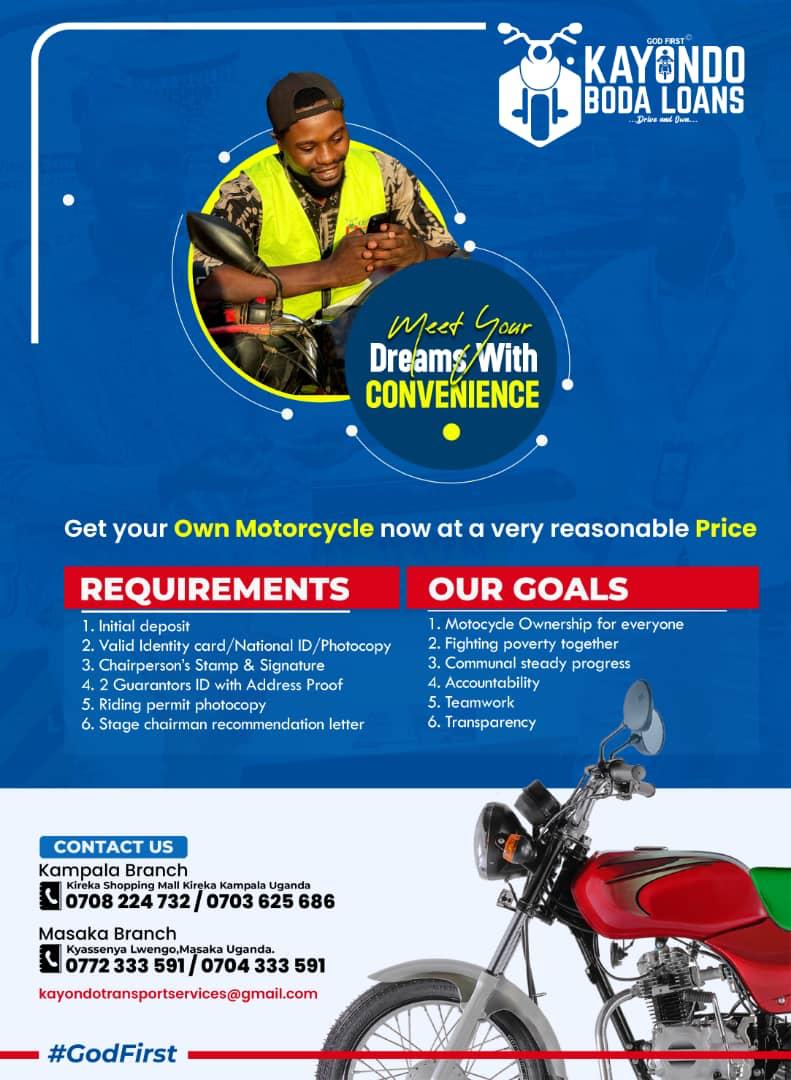 GOD FIRST
KAYONDO
BODA LOANS
...Drive and Own...
Meet Your
Dreams With
CONVENIENCE
Get your Own Motorcycle now at a very reasonable Price
REQUIREMENTS
1. Initial deposit
2. Valid Identity card/National ID/Photocopy
3. Chairperson's Stamp & Signature
4. 2 Guarantors ID with Address Proof
5. Riding permit photocopy
6. Stage chairman recommendation letter
OUR GOALS
1. Motocycle Ownership for everyone
2. Fighting poverty together
3. Communal steady progress
4. Accountability
5. Teamwork
6. Transparency
CONTACT US
Kampala Branch
Kireka Shopping Mall Kireka Kampala Uganda
0708 224 732 / 0703 625 686
Masaka Branch
Kyassenya Lwengo,Masaka Uganda.
0772 333 591 / 0704 333 591
kayondotransportservices@gmail.com
#GodFirst